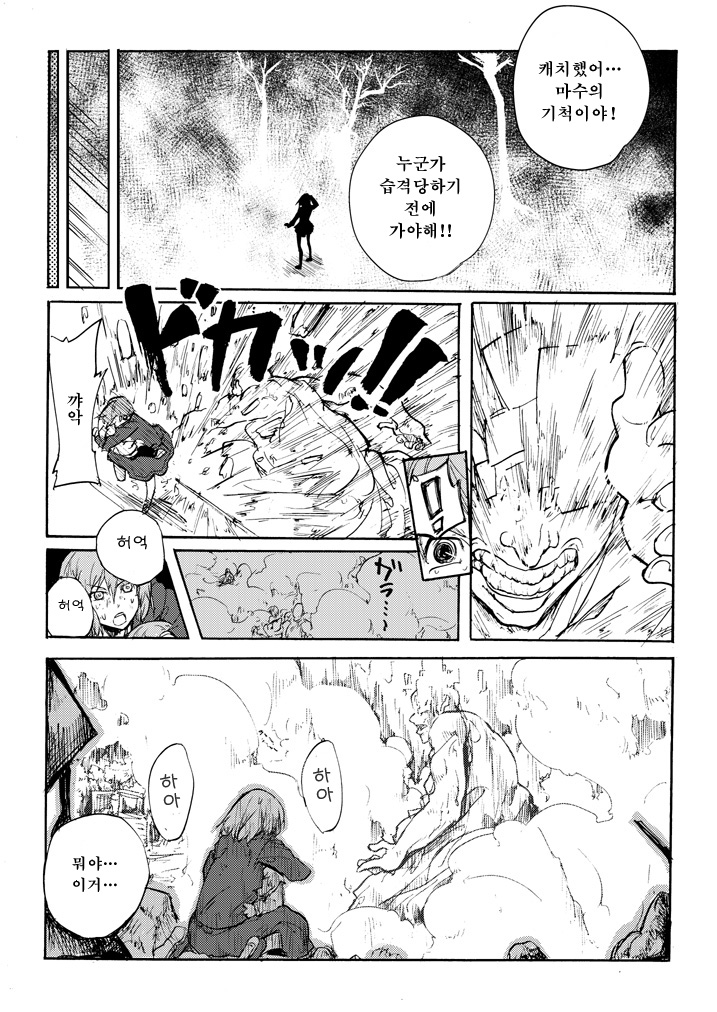 캐치했어…
마수의
기척이야!
누군가
습격당하기
전에
가야해!!
ドカッ!!
!
꺄악
ガラ…
허억
허억
하아
하아
뭐야…
이거…